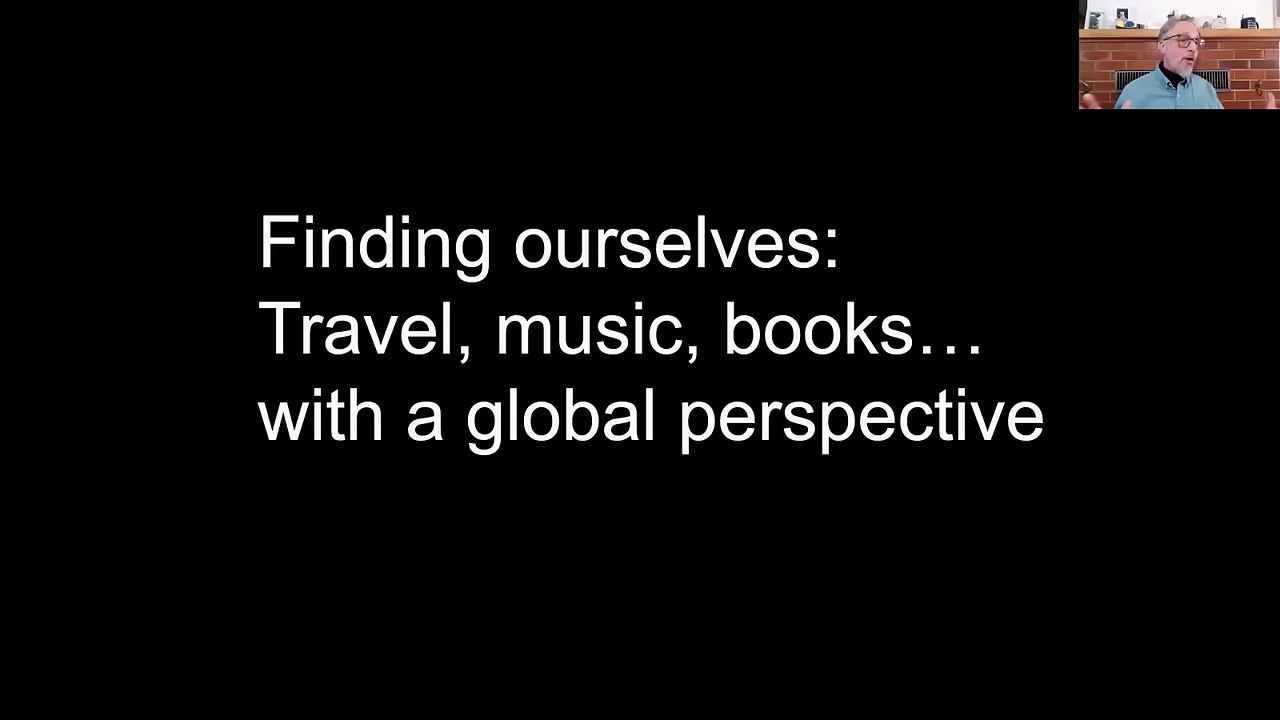 Finding ourselves:
Travel, music, books…
with a global perspective